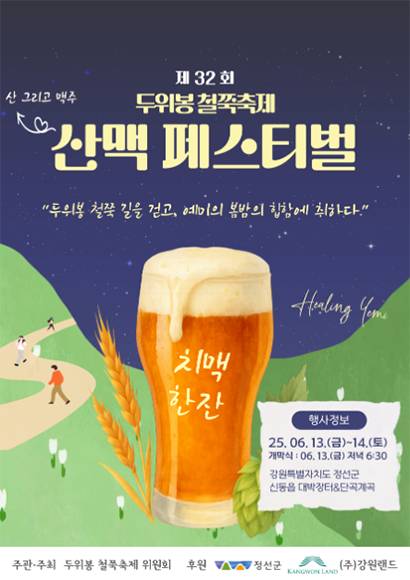 제 32 회
두위봉 철쭉축제
산 그리고 맥주
산맥 페스티벌
"두위봉 철쭉 길을 걷고, 예미의 봄밤의 힙함에 취하다."
Healing Yemi
치맥
한잔
행사정보
25. 06. 13.(금)~14.(토)
개막식 : 06. 13.(금) 저녁 6:30
강원특별자치도 정선군
신동읍 대박장터&단곡계곡
주관·주최 두위봉 철쭉축제 위원회 후원 정선군 KANGWON LAND (주)강원랜드